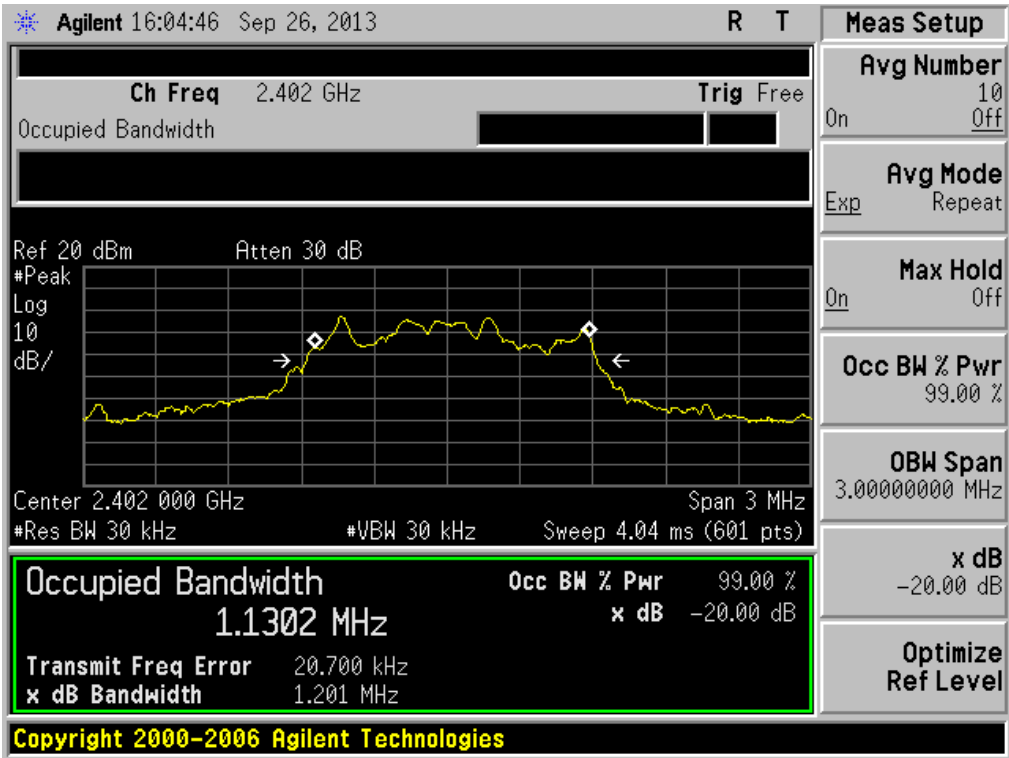 Agilent 16:04:46 Sep 26, 2013 R T
Ch Freq 2.402 GHz Trig Free
Occupied Bandwidth
Ref 20 dBm Atten 30 dB
#Peak
Log
10
dB/
Center 2.402 000 GHz Span 3 MHz
#Res BW 30 kHz #VBW 30 kHz Sweep 4.04 ms (601 pts)
Occupied Bandwidth Occ BW % Pwr 99.00 %
1.1302 MHz x dB -20.00 dB
Transmit Freq Error 20.700 kHz
x dB Bandwidth 1.201 MHz
Copyright 2000-2006 Agilent Technologies
Meas Setup
Avg Number
10
On Off
Avg Mode
Exp Repeat
Max Hold
On Off
Occ BW % Pwr
99.00 %
OBW Span
3.00000000 MHz
x dB
-20.00 dB
Optimize
Ref Level